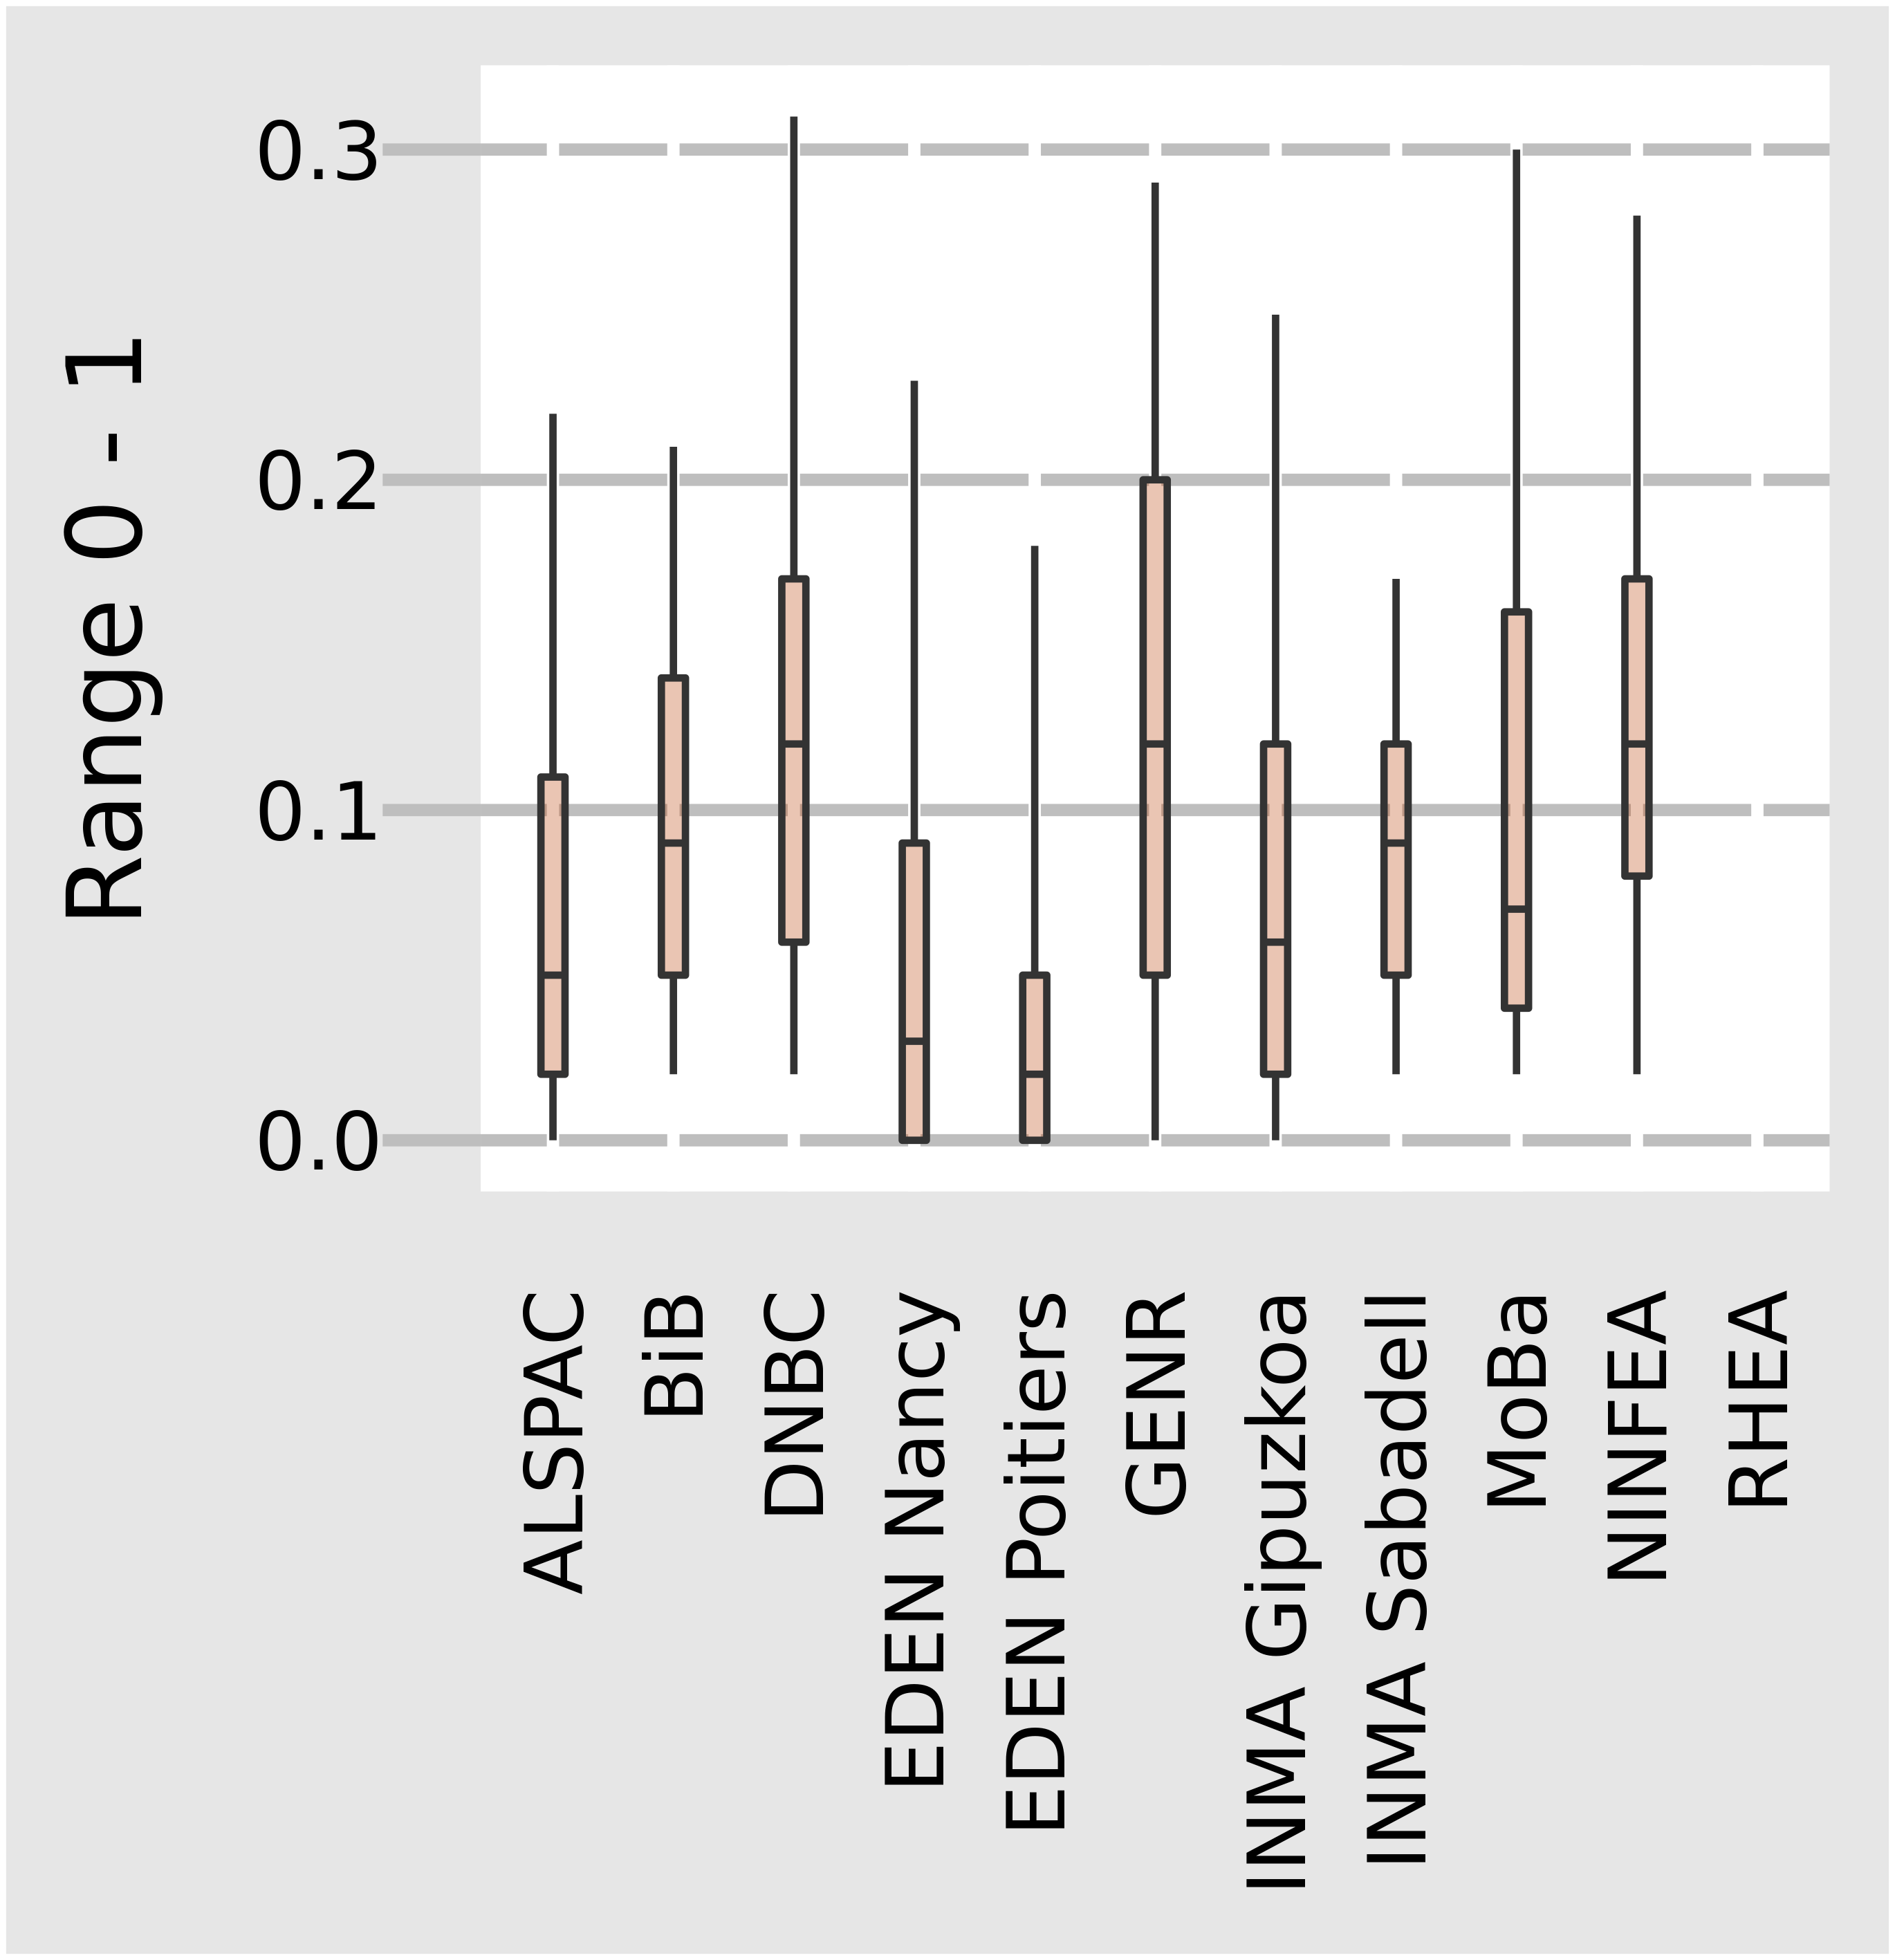 Range 0 - 1
0.3
0.2
0.1
0.0
ALSPAC
BiB
DNBC
EDEN Nancy
EDEN Poitiers
GENR
INMA Gipuzkoa
INMA Sabadell
MoBa
NINFEA
RHEA